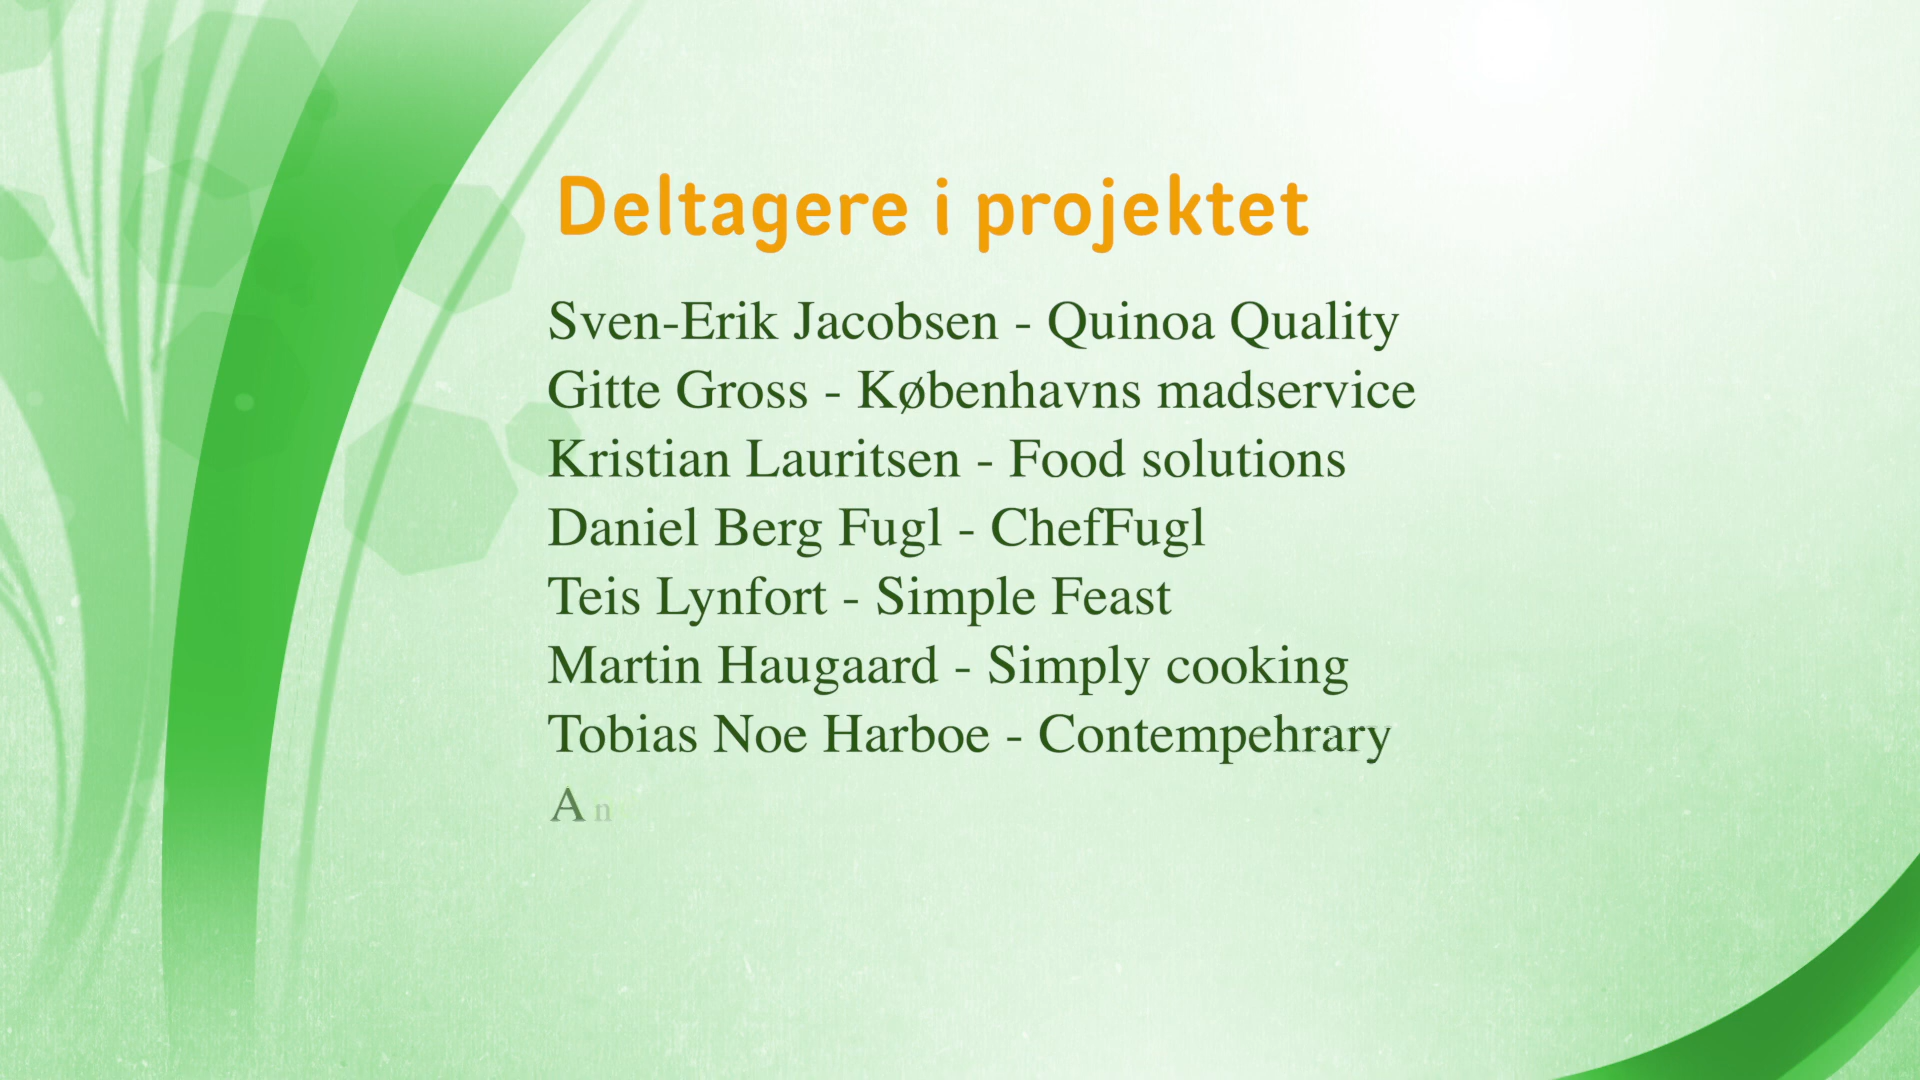 Deltagere i projektet
Sven-Erik Jacobsen - Quinoa Quality
Gitte Gross - Københavns madservice
Kristian Lauritsen - Food solutions
Daniel Berg Fugl - ChefFugl
Teis Lynfort - Simple Feast
Martin Haugaard - Simply cooking
Tobias Noe Harboe - Contempehrary
An